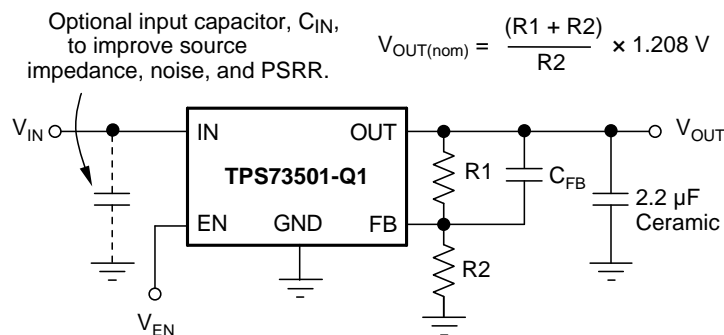 Optional input capacitor, CIN,
to improve source
impedance, noise, and PSRR.
VOUT(nom) = (R1 + R2) / R2 × 1.208 V
VIN
IN
OUT
VOUT
TPS73501-Q1
R1
CFB
2.2 µF
Ceramic
EN
GND
FB
R2
VEN